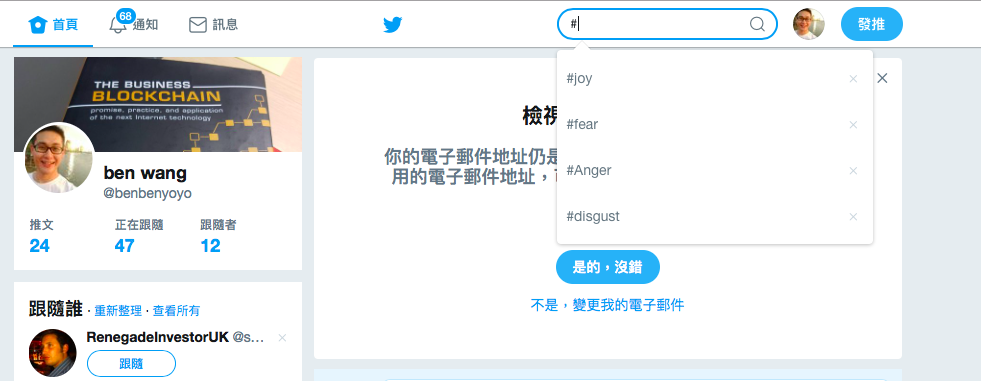 首頁
68
通知
訊息
#
發推
#joy
#fear
#Anger
#disgust
THE BUSINESS
BLOCKCHAIN
promise, practice, and application
of the next Internet technology
ben wang
@benbenyoyo
推文
正在跟隨
跟隨者
24
47
12
檢視
你的電子郵件地址仍是
用的電子郵件地址，
是的，沒錯
不是，變更我的電子郵件
跟隨誰 · 重新整理 · 查看所有
RenegadeInvestorUK @s...
跟隨